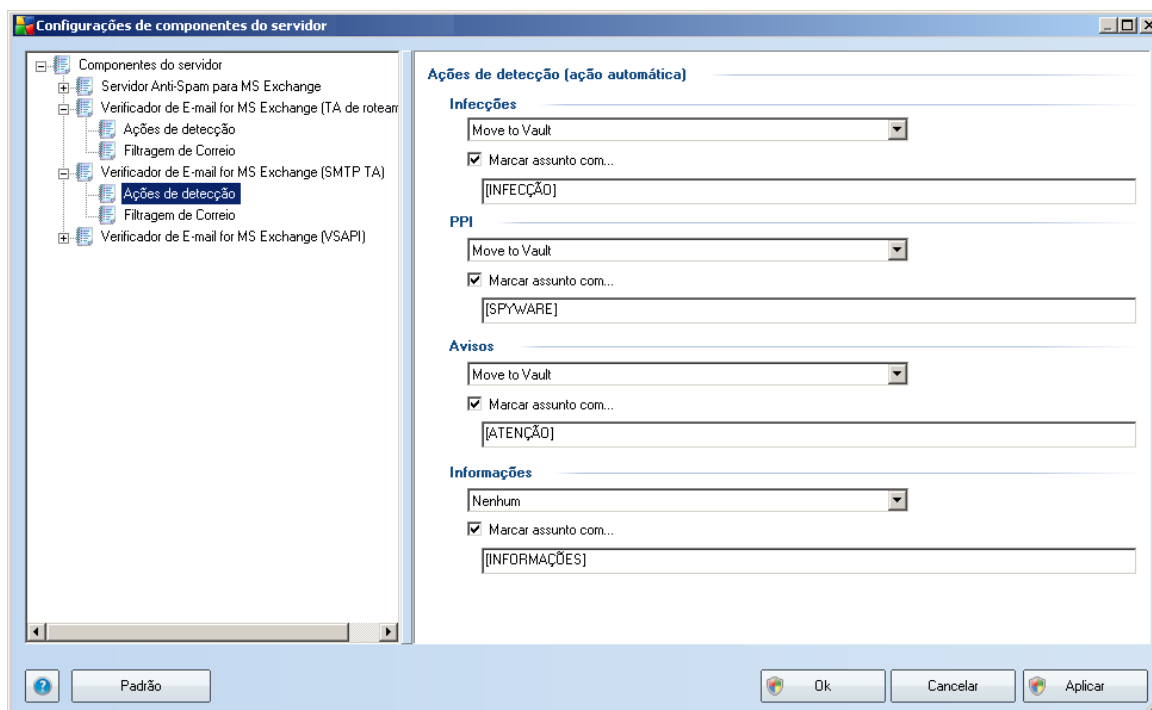 Configurações de componentes do servidor
Componentes do servidor
Servidor Anti-Spam para MS Exchange
Verificador de E-mail for MS Exchange (TA de roteam
Ações de detecção
Filtragem de Correio
Verificador de E-mail for MS Exchange (SMTP TA)
Ações de detecção
Filtragem de Correio
Verificador de E-mail for MS Exchange (VSAPI)
Ações de detecção (ação automática)
Infecções
Move to Vault
Marcar assunto com...
[INFECÇÃO]
PPI
Move to Vault
Marcar assunto com...
[SPYWARE]
Avisos
Move to Vault
Marcar assunto com...
[ATENÇÃO]
Informações
Nenhum
Marcar assunto com...
[INFORMAÇÕES]
Padrão
Ok
Cancelar
Aplicar